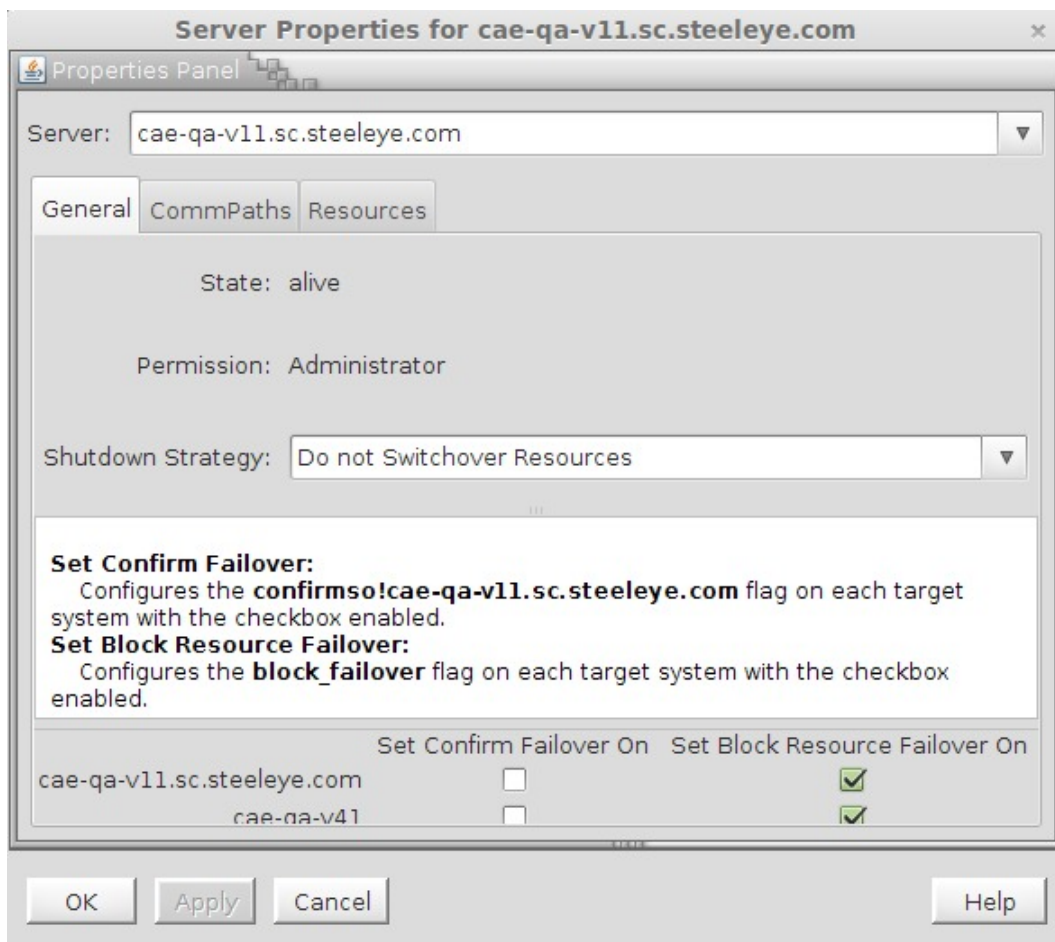 Server Properties for cae-qa-v11.sc.steeleye.com
Properties Panel
Server: cae-qa-v11.sc.steeleye.com
General CommPaths Resources
State: alive
Permission: Administrator
Shutdown Strategy: Do not Switchover Resources
Set Confirm Failover:
Configures the confirmso!cae-qa-v11.sc.steeleye.com flag on each target
system with the checkbox enabled.
Set Block Resource Failover:
Configures the block_failover flag on each target system with the checkbox
enabled.
Set Confirm Failover On Set Block Resource Failover On
cae-qa-v11.sc.steeleye.com
cae-qa-v41
OK Apply Cancel Help